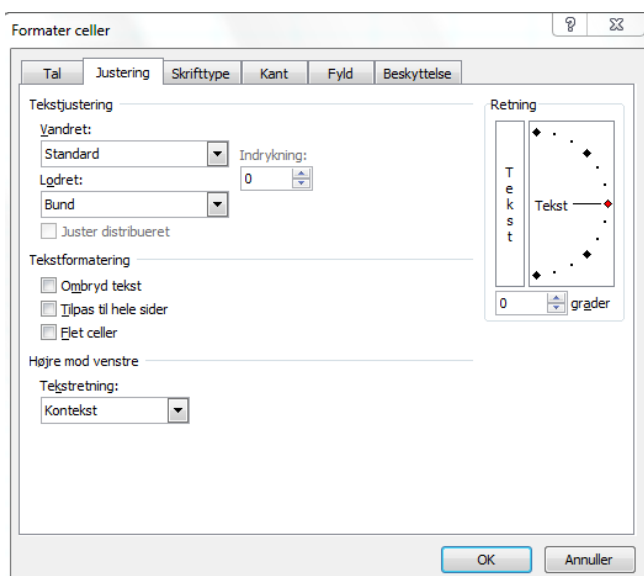 Formater celler
Tal Justering Skrifttype Kant Fyld Beskyttelse
Tekstjustering
Vandret:
Standard
Indrykning:
0
Lodret:
Bund
Juster distribueret
Tekstformatering
Ombryd tekst
Tilpas til hele sider
Flet celler
Højre mod venstre
Tekstretning:
Kontekst
Retning
Tekst
Tekst
0 grader
OK Annuller